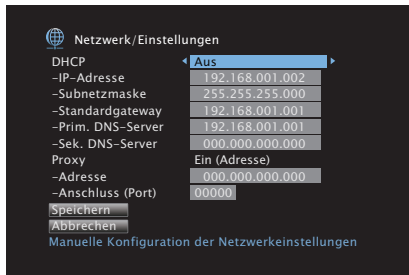 Netzwerk/Einstellungen
DHCP Aus
-IP-Adresse 192.168.001.002
-Subnetzmaske 255.255.255.000
-Standardgateway 192.168.001.001
-Prim. DNS-Server 192.168.001.001
-Sek. DNS-Server 000.000.000.000
Proxy Ein (Adresse)
-Adresse 000.000.000.000
-Anschluss (Port) 00000
Speichern
Abbrechen
Manuelle Konfiguration der Netzwerkeinstellungen